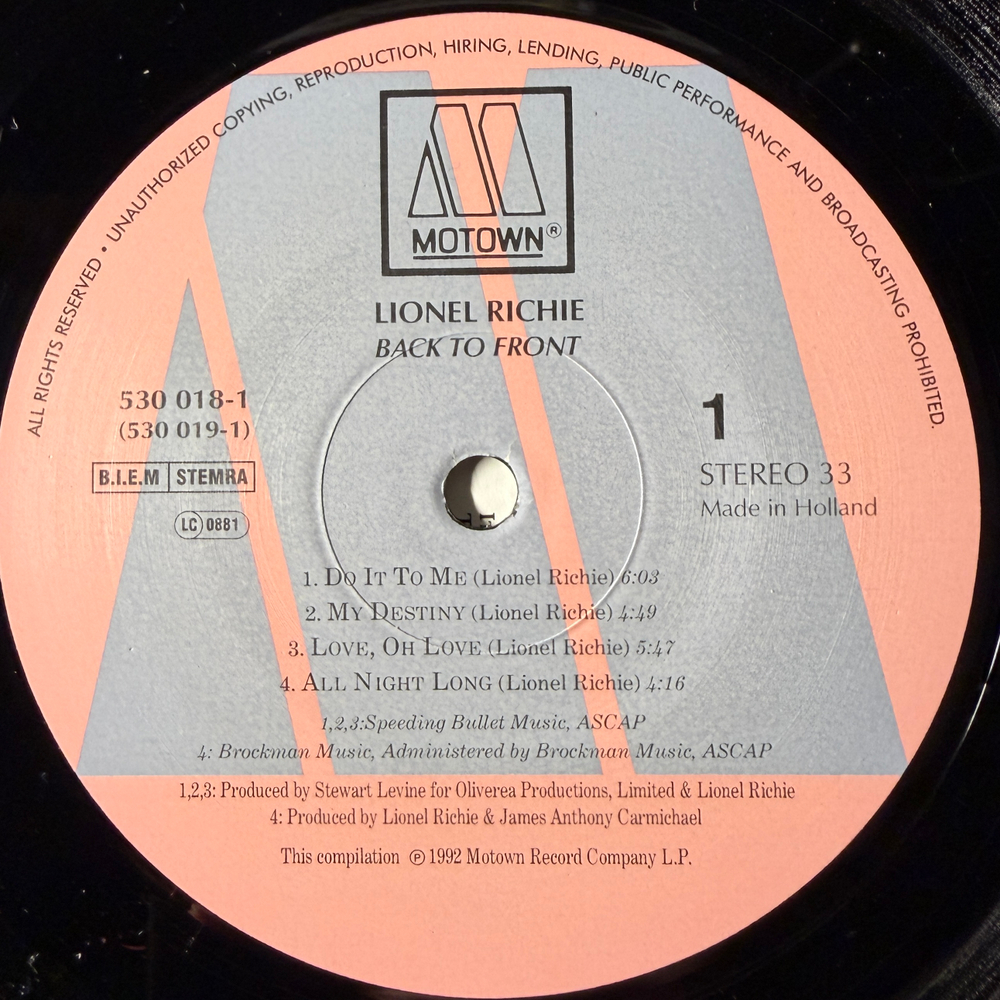 ALL RIGHTS RESERVED • UNAUTHORIZED COPYING, REPRODUCTION, HIRING, LENDING, PUBLIC PERFORMANCE AND BROADCASTING PROHIBITED.
MOTOWN®
LIONEL RICHIE
BACK TO FRONT
530 018-1
(530 019-1)
B.I.E.M STEMRA
LC 0881
1
STEREO 33
Made in Holland
1. DO IT TO ME (Lionel Richie) 6:03
2. MY DESTINY (Lionel Richie) 4:49
3. LOVE, OH LOVE (Lionel Richie) 5:47
4. ALL NIGHT LONG (Lionel Richie) 4:16
1,2,3:Speeding Bullet Music, ASCAP
4: Brockman Music, Administered by Brockman Music, ASCAP
1,2,3: Produced by Stewart Levine for Oliverea Productions, Limited & Lionel Richie
4: Produced by Lionel Richie & James Anthony Carmichael
This compilation ℗ 1992 Motown Record Company L.P.